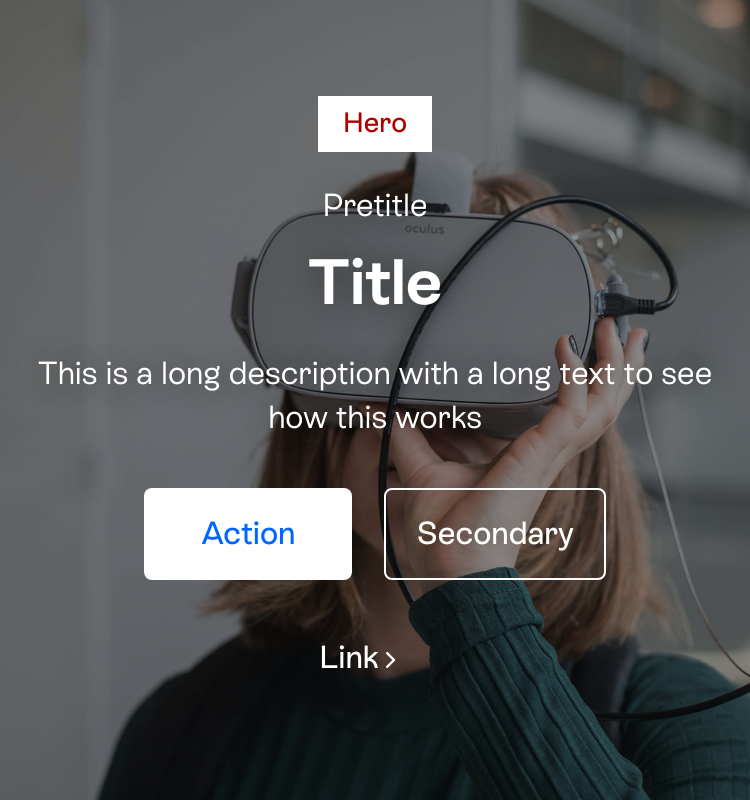 Hero
Pretitle
oculus
Title
This is a long description with a long text to see
how this works
Action
Secondary
Link